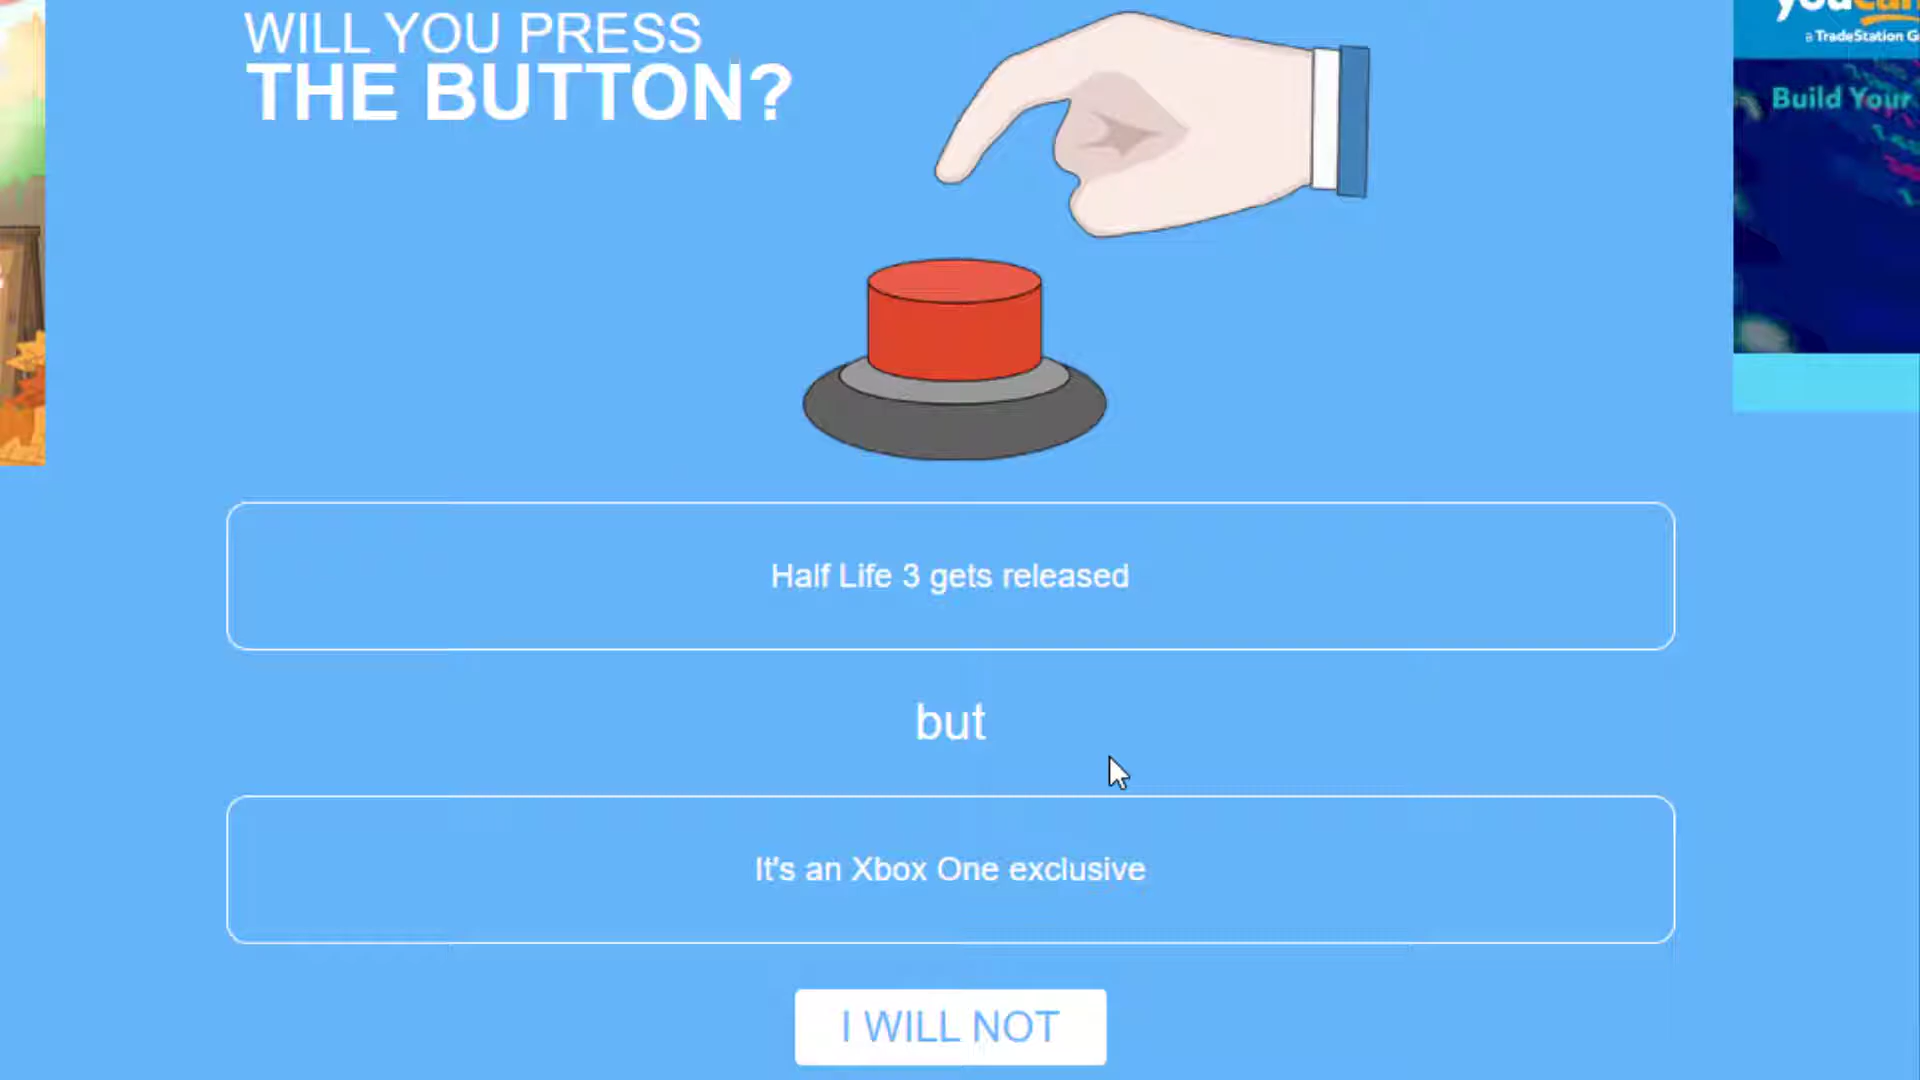 WILL YOU PRESS
THE BUTTON?
a TradeStation G
Build Your
Half Life 3 gets released
but
It's an Xbox One exclusive
I WILL NOT